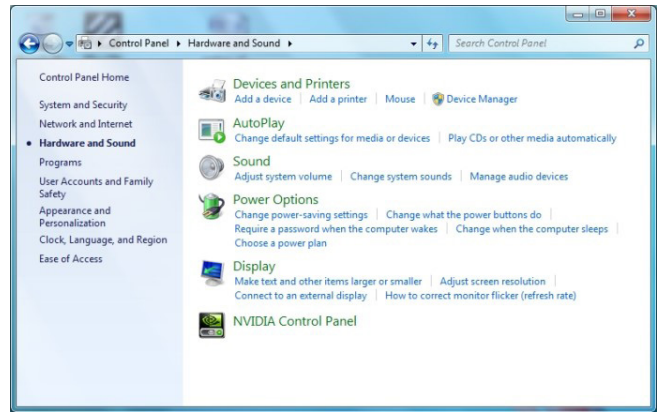 Control Panel Hardware and Sound Search Control Panel
Control Panel Home
System and Security
Network and Internet
Hardware and Sound
Programs
User Accounts and Family
Safety
Appearance and
Personalization
Clock, Language, and Region
Ease of Access
Devices and Printers
Add a device Add a printer Mouse Device Manager
AutoPlay
Change default settings for media or devices Play CDs or other media automatically
Sound
Adjust system volume Change system sounds Manage audio devices
Power Options
Change power-saving settings Change what the power buttons do
Require a password when the computer wakes Change when the computer sleeps
Choose a power plan
Display
Make text and other items larger or smaller Adjust screen resolution
Connect to an external display How to correct monitor flicker (refresh rate)
NVIDIA Control Panel